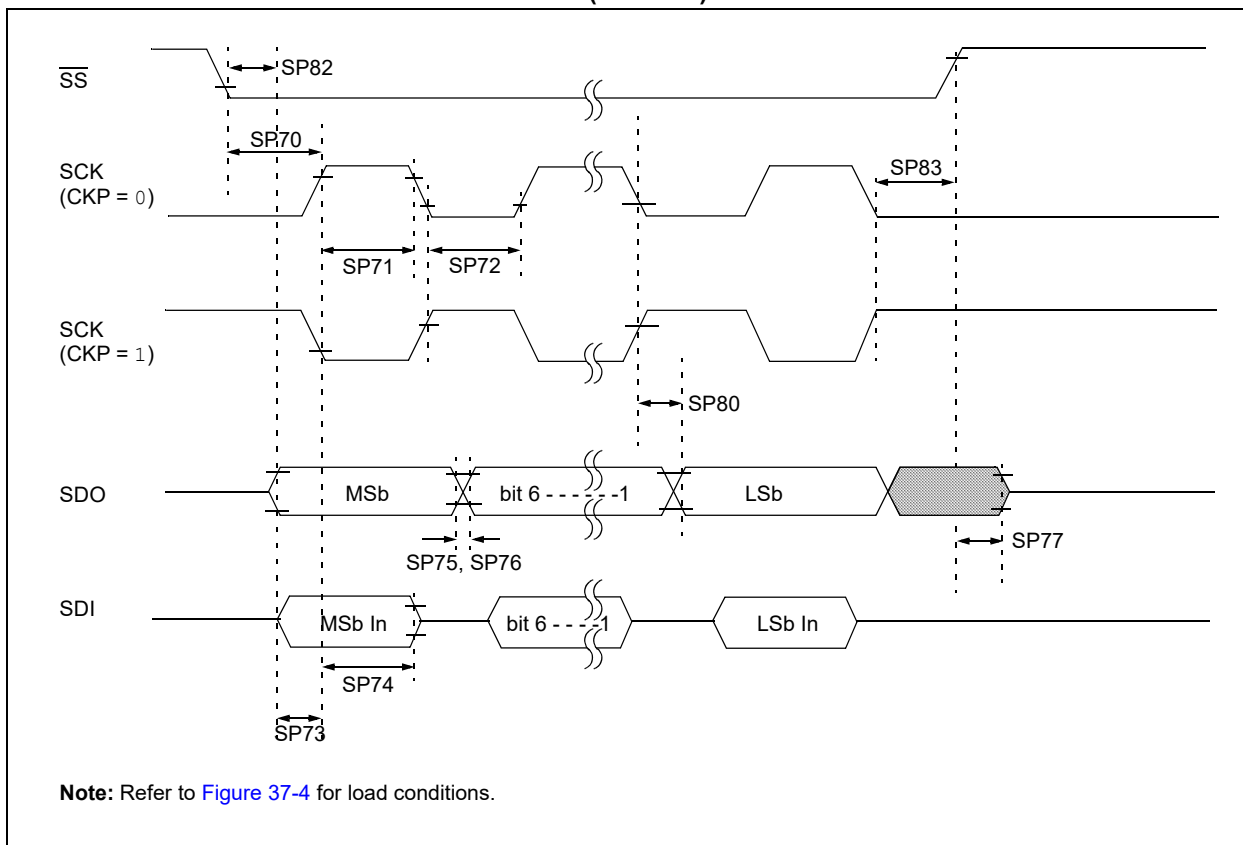 SS
SP82
SP70
SCK
(CKP = 0)
SP83
SP71
SP72
SCK
(CKP = 1)
SP80
SDO
MSb
bit 6 - - - - - -1
LSb
SP75, SP76
SP77
SDI
MSb In
bit 6 - - - -1
LSb In
SP74
SP73
Note: Refer to Figure 37-4 for load conditions.